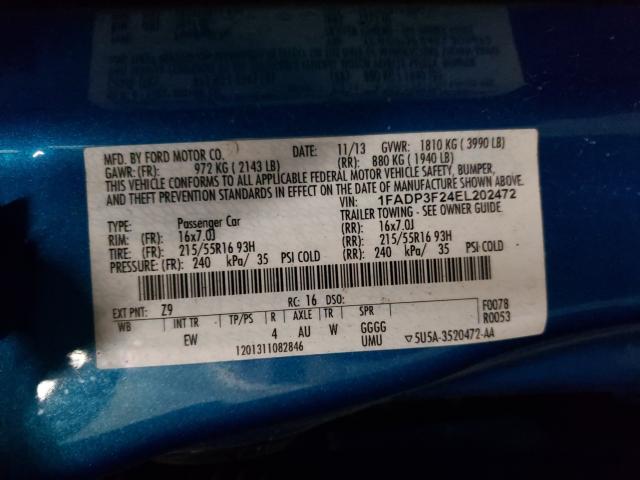 MFD. BY FORD MOTOR CO. DATE: 11/13 GVWR: 1810 KG ( 3990 LB)
GAWR: (FR): 972 KG ( 2143 LB) (RR): 880 KG ( 1940 LB)
THIS VEHICLE CONFORMS TO ALL APPLICABLE FEDERAL MOTOR VEHICLE SAFETY, BUMPER,
AND THEFT PREVENTION STANDARDS IN EFFECT ON THE DATE OF MANUFACTURE SHOWN ABOVE.
VIN: 1FADP3F24EL202472
TYPE: Passenger Car TRAILER TOWING - SEE OWNER GUIDE.
RIM: (FR): 16x7.0J (RR): 16x7.0J
TIRE: (FR): 215/55R16 93H (RR): 215/55R16 93H
PRESSURE: (FR): 240 kPa/ 35 PSI COLD (RR): 240 kPa/ 35 PSI COLD
EXT PNT: Z9 RC: 16 DSO: F0078
WB INT TR TP/PS R AXLE TR SPR R0053
EW 4 AU W GGGG
UMU
1201311082846 ▽5U5A-3520472-AA